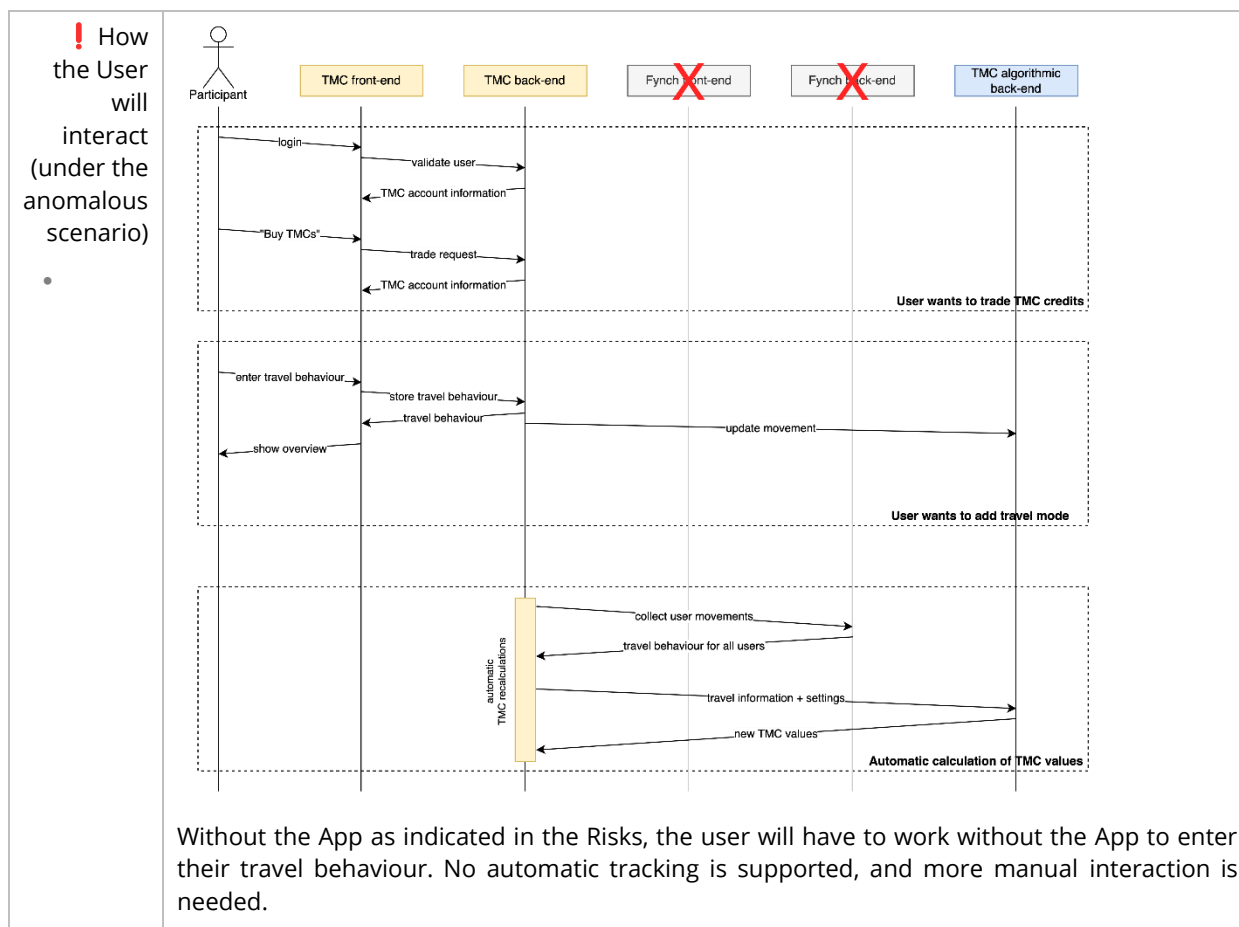 ❗ How
the User
will
interact
(under the
anomalous
scenario)
•
Participant
TMC front-end
TMC back-end
Fynch front-end
Fynch back-end
TMC algorithmic
back-end
login
validate user
TMC account information
"Buy TMCs"
trade request
TMC account information
User wants to trade TMC credits
enter travel behaviour
store travel behaviour
travel behaviour
update movement
show overview
User wants to add travel mode
automatic
TMC recalculations
collect user movements
travel behaviour for all users
travel information + settings
new TMC values
Automatic calculation of TMC values
Without the App as indicated in the Risks, the user will have to work without the App to enter
their travel behaviour. No automatic tracking is supported, and more manual interaction is
needed.